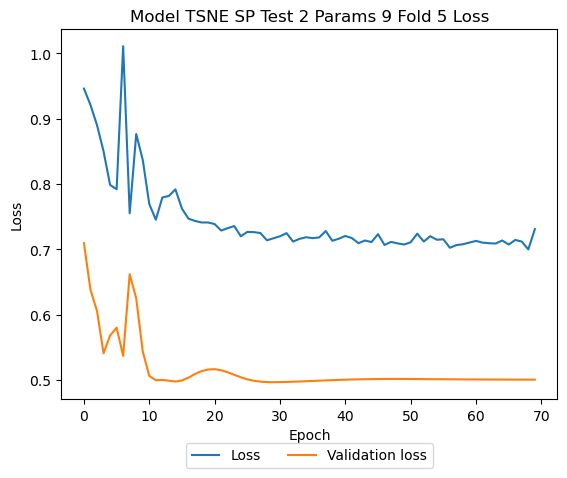 Model TSNE SP Test 2 Params 9 Fold 5 Loss
Loss
1.0
0.9
0.8
0.7
0.6
0.5
0 10 20 30 40 50 60 70
Epoch
Loss Validation loss